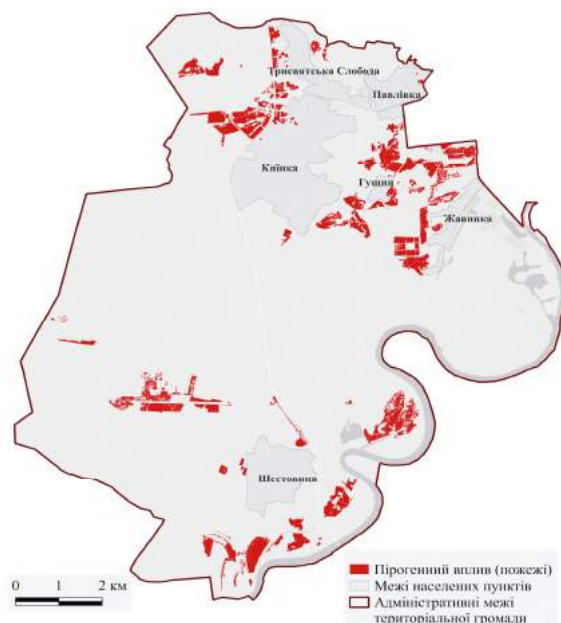 Трисвятська Слобода
Павлівка
Киїнка
Гущин
Жавинка
Шестовиця
0 1 2 км
Пірогенний вплив (пожежі)
Межі населених пунктів
Адміністративні межі
територіальної громади